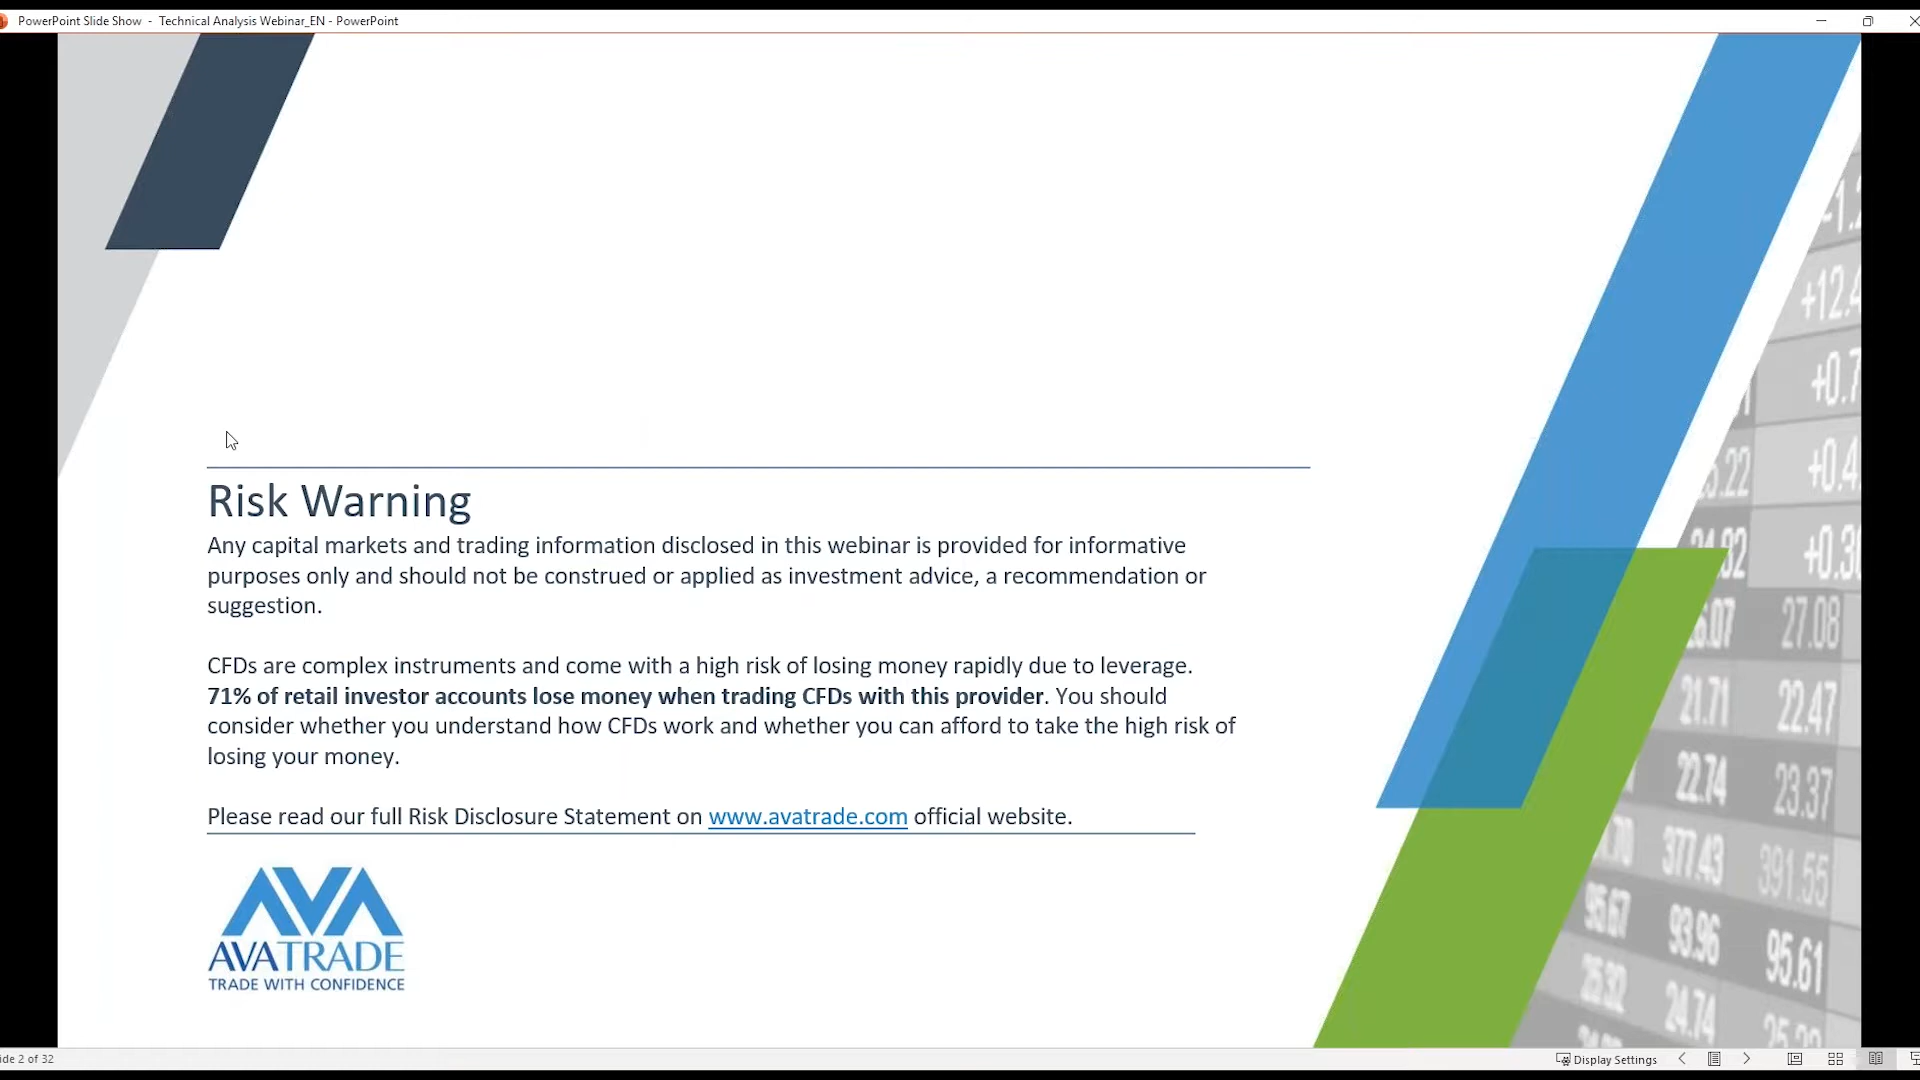 PowerPoint Slide Show - Technical Analysis Webinar_EN - PowerPoint
Risk Warning
Any capital markets and trading information disclosed in this webinar is provided for informative
purposes only and should not be construed or applied as investment advice, a recommendation or
suggestion.
CFDs are complex instruments and come with a high risk of losing money rapidly due to leverage.
71% of retail investor accounts lose money when trading CFDs with this provider. You should
consider whether you understand how CFDs work and whether you can afford to take the high risk of
losing your money.
Please read our full Risk Disclosure Statement on www.avatrade.com official website.
AVA
AVATRADE
TRADE WITH CONFIDENCE
27.08
21.71 22.47
22.74 23.37
377.43 391.55
95.67 93.96 95.61
25.32 24.74
ide 2 of 32
Display Settings